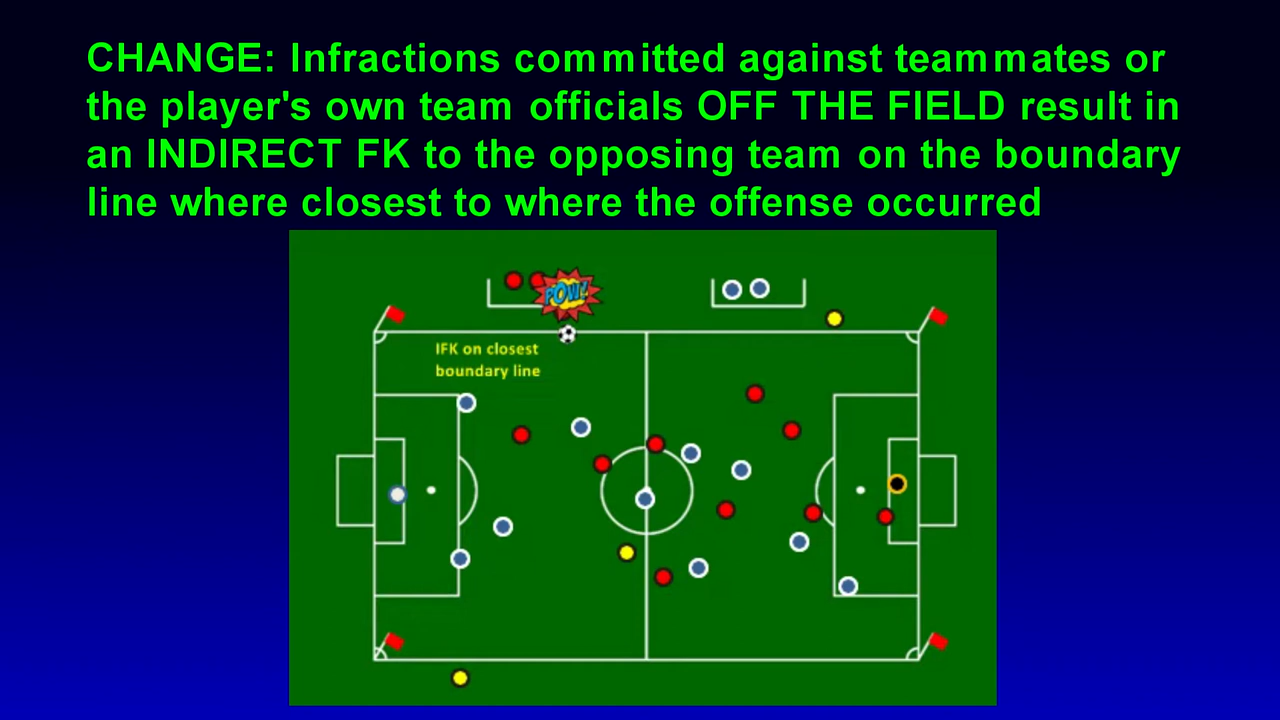 CHANGE: Infractions committed against teammates or
the player's own team officials OFF THE FIELD result in
an INDIRECT FK to the opposing team on the boundary
line where closest to where the offense occurred
POW!
IFK on closest
boundary line